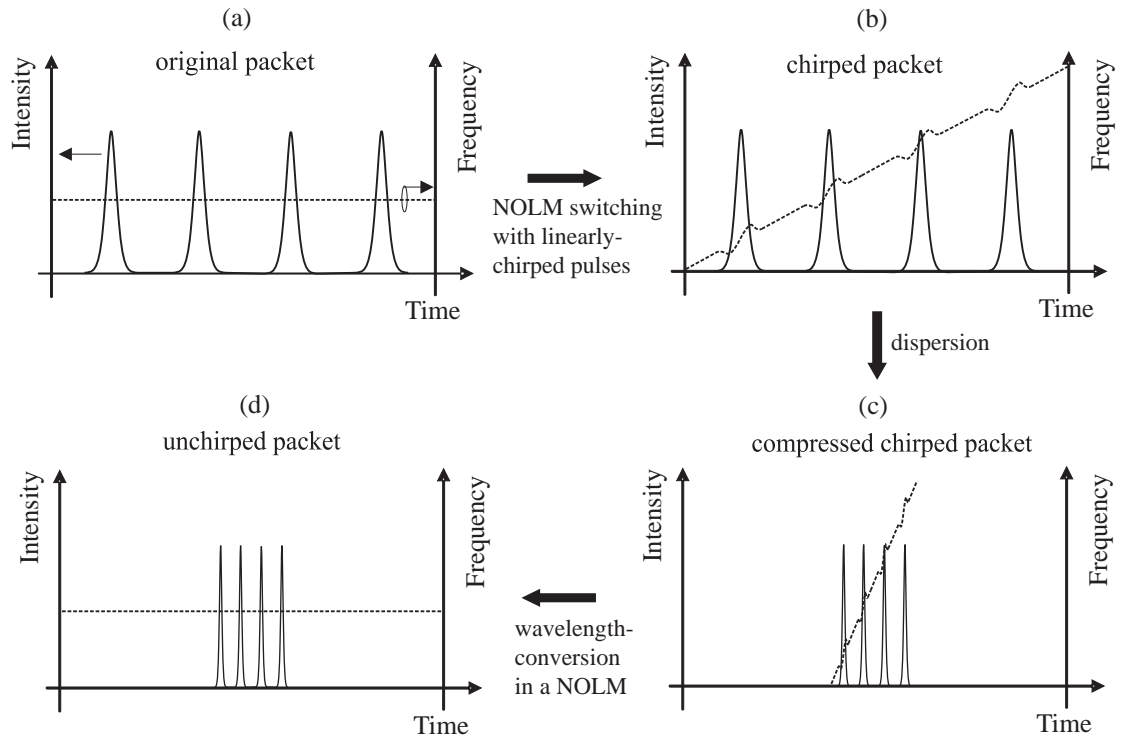 (a)
original packet
Intensity
Frequency
Time
NOLM switching
with linearly-
chirped pulses
(b)
chirped packet
Intensity
Frequency
Time
dispersion
(d)
unchirped packet
Intensity
Frequency
Time
wavelength-
conversion
in a NOLM
(c)
compressed chirped packet
Intensity
Frequency
Time